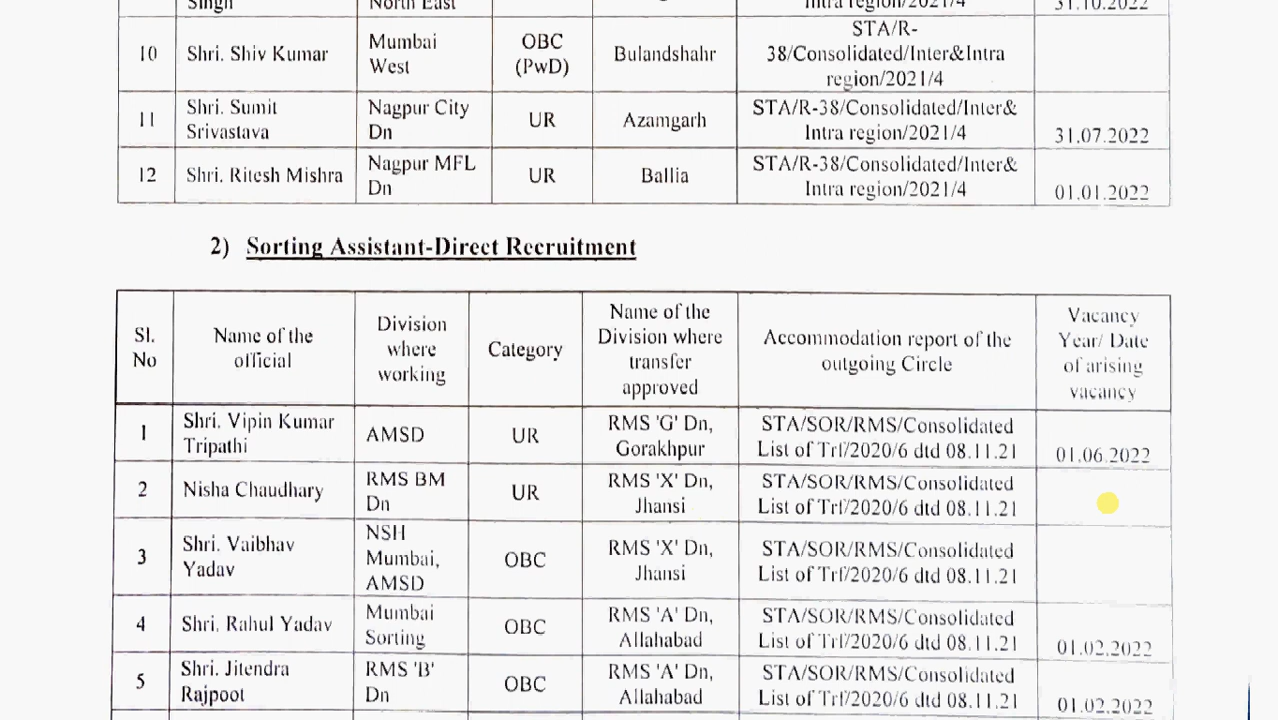 Singh
North East
Intra region/2021/4
31.10.2022
10
Shri. Shiv Kumar
Mumbai
West
OBC
(PwD)
Bulandshahr
STA/R-
38/Consolidated/Inter&Intra
region/2021/4
11
Shri. Sumit
Srivastava
Nagpur City
Dn
UR
Azamgarh
STA/R-38/Consolidated/Inter&
Intra region/2021/4
31.07.2022
12
Shri. Ritesh Mishra
Nagpur MFL
Dn
UR
Ballia
STA/R-38/Consolidated/Inter&
Intra region/2021/4
01.01.2022
2) Sorting Assistant-Direct Recruitment
Sl.
No
Name of the
official
Division
where
working
Category
Name of the
Division where
transfer
approved
Accommodation report of the
outgoing Circle
Vacancy
Year/ Date
of arising
vacancy
1
Shri. Vipin Kumar
Tripathi
AMSD
UR
RMS 'G' Dn,
Gorakhpur
STA/SOR/RMS/Consolidated
List of Trf/2020/6 dtd 08.11.21
01.06.2022
2
Nisha Chaudhary
RMS BM
Dn
UR
RMS 'X' Dn,
Jhansi
STA/SOR/RMS/Consolidated
List of Trf/2020/6 dtd 08.11.21
3
Shri. Vaibhav
Yadav
NSH
Mumbai,
AMSD
OBC
RMS 'X' Dn,
Jhansi
STA/SOR/RMS/Consolidated
List of Trf/2020/6 dtd 08.11.21
4
Shri. Rahul Yadav
Mumbai
Sorting
OBC
RMS 'A' Dn,
Allahabad
STA/SOR/RMS/Consolidated
List of Trf/2020/6 dtd 08.11.21
01.02.2022
5
Shri. Jitendra
Rajpoot
RMS 'B'
Dn
OBC
RMS 'A' Dn,
Allahabad
STA/SOR/RMS/Consolidated
List of Trf/2020/6 dtd 08.11.21
01.02.2022